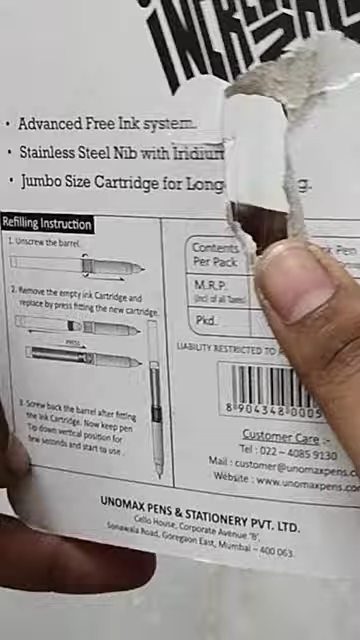 • Advanced Free Ink system.
• Stainless Steel Nib with Iridium
• Jumbo Size Cartridge for Long g.
Refilling Instruction
1. Unscrew the barrel.
2. Remove the empty ink Cartridge and
replace by press fitting the new cartridge.
PRESS
3. Screw back the barrel after fitting
the ink Cartridge. Now keep pen
Tip down vertical position for
few seconds and start to use.
Contents
Per Pack
Pen
M.R.P.
(Incl of all Taxes)
Pkd.
LIABILITY RESTRICTED TO
8 904348 0005
Customer Care :-
Tel : 022 – 4085 9130
Mail : customer@unomaxpens.c
Website : www.unomaxpens.c
UNOMAX PENS & STATIONERY PVT. LTD.
Cello House, Corporate Avenue 'B',
Sonawala Road, Goregaon East, Mumbai – 400 063.